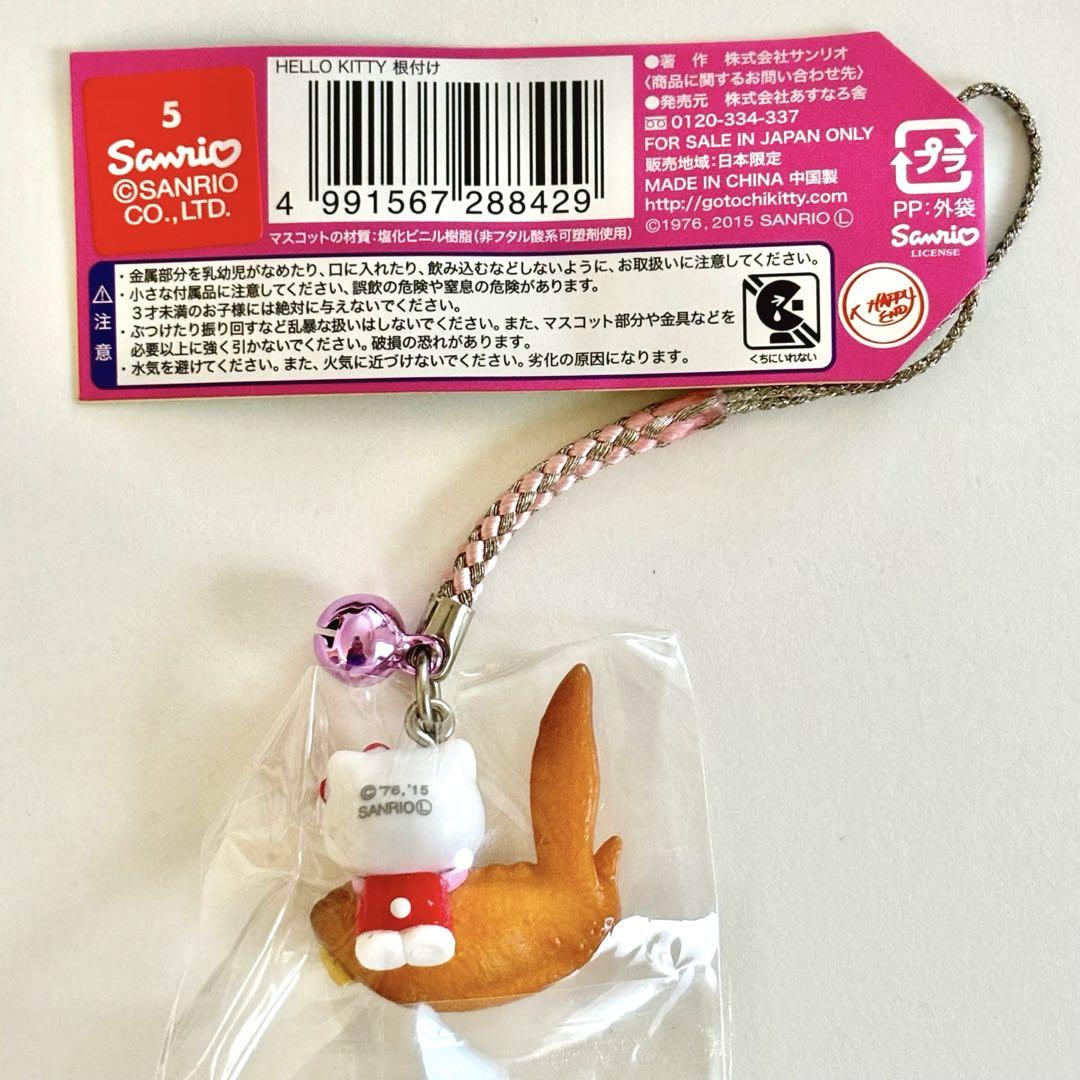 5
Sanrio
©SANRIO
CO.,LTD.
HELLO KITTY 根付け
4 991567 288429
マスコットの材質:塩化ビニル樹脂(非フタル酸系可塑剤使用)
●著 作 株式会社サンリオ
〈商品に関するお問い合わせ先〉
●発売元 株式会社あすなろ舎
0120-334-337
FOR SALE IN JAPAN ONLY
販売地域:日本限定
MADE IN CHINA 中国製
http://gotochikitty.com
©1976, 2015 SANRIO Ⓛ
プラ
PP:外袋
Sanrio
LICENSE
HAPPY
END
⚠注意
・金属部分を乳幼児がなめたり、口に入れたり、飲み込むなどしないように、お取扱いに注意してください。
・小さな付属品に注意してください、誤飲の危険や窒息の危険があります。
3才未満のお子様には絶対に与えないでください。
・ぶつけたり振り回すなど乱暴な扱いはしないでください。また、マスコット部分や金具などを
必要以上に強く引かないでください。破損の恐れがあります。
・水気を避けてください。また、火気に近づけないでください。劣化の原因になります。
くちにいれない
©'76,'15
SANRIOⓁ